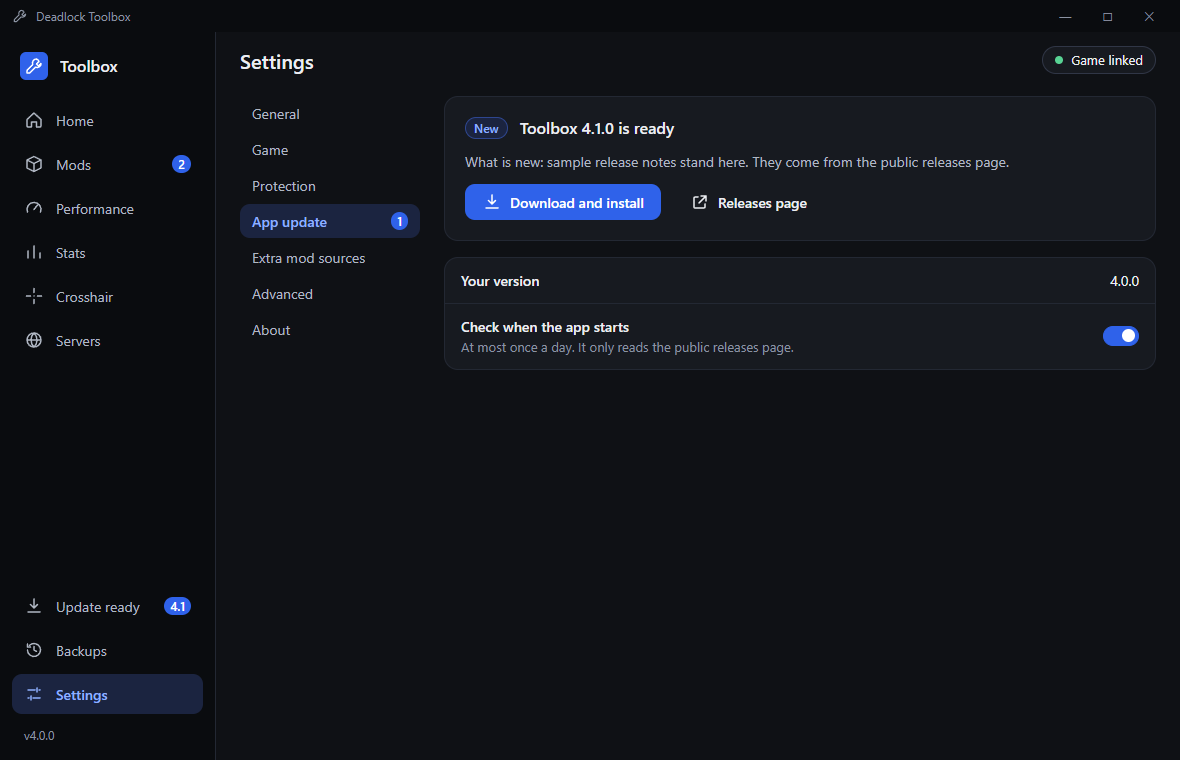 Deadlock Toolbox
Toolbox
Home
Mods 2
Performance
Stats
Crosshair
Servers
Update ready 4.1
Backups
Settings
v4.0.0
Settings
Game linked
General
Game
Protection
App update 1
Extra mod sources
Advanced
About
New Toolbox 4.1.0 is ready
What is new: sample release notes stand here. They come from the public releases page.
Download and install Releases page
Your version 4.0.0
Check when the app starts
At most once a day. It only reads the public releases page.